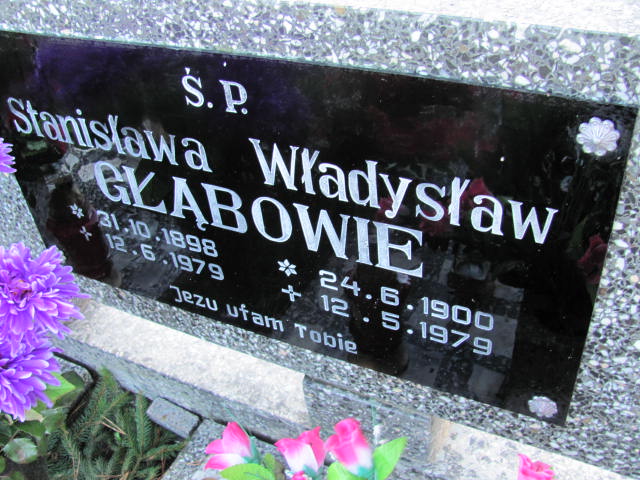 Ś.P.
Stanisława Władysław
GŁĄBOWIE
* 31.10.1898 * 24.6.1900
+ 12.6.1979 + 12.5.1979
Jezu ufam Tobie